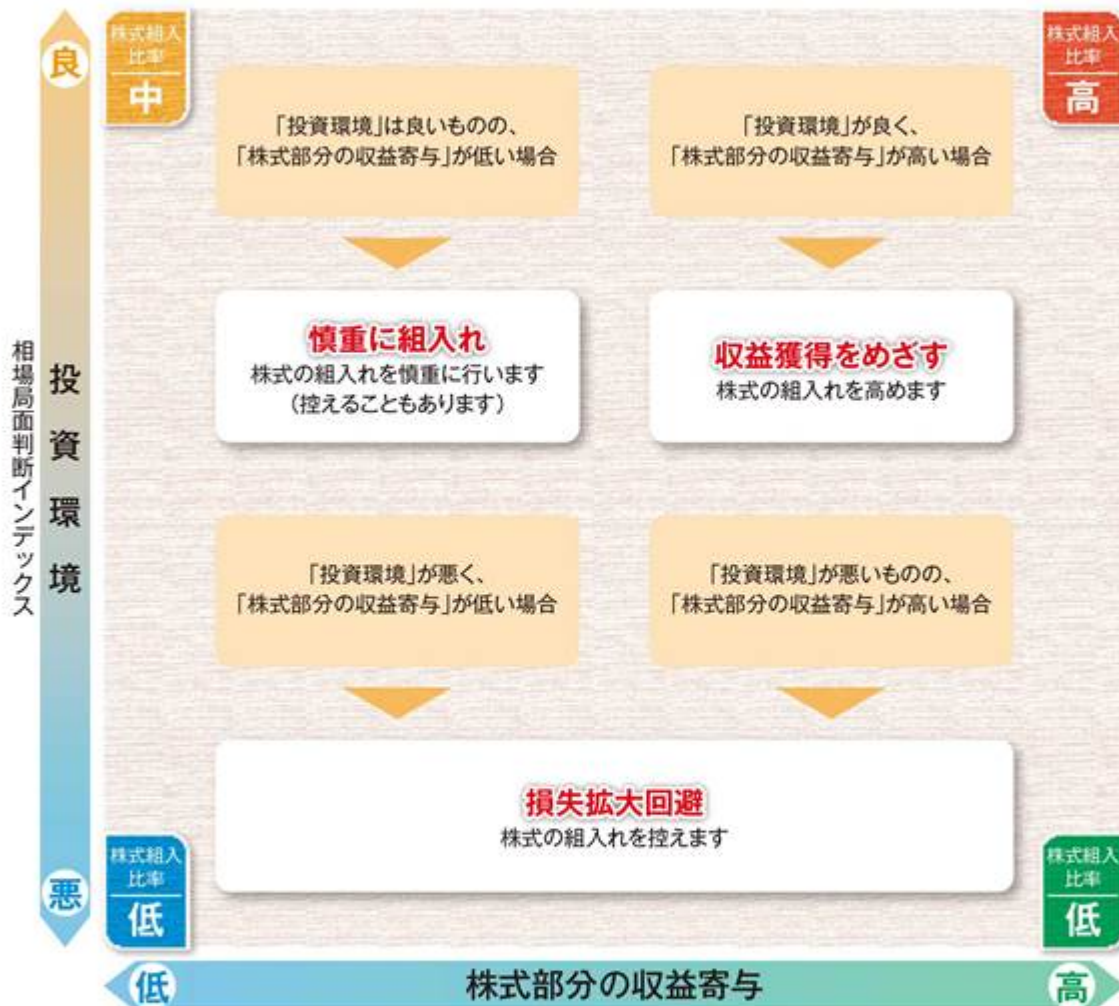 良
株式組入
比率
中
株式組入
比率
高
「投資環境」は良いものの、
「株式部分の収益寄与」が低い場合
「投資環境」が良く、
「株式部分の収益寄与」が高い場合
慎重に組入れ
株式の組入れを慎重に行います
（控えることもあります）
収益獲得をめざす
株式の組入れを高めます
相場局面判断インデックス
投資環境
「投資環境」が悪く、
「株式部分の収益寄与」が低い場合
「投資環境」が悪いものの、
「株式部分の収益寄与」が高い場合
損失拡大回避
株式の組入れを控えます
悪
株式組入
比率
低
株式組入
比率
低
低
株式部分の収益寄与
高